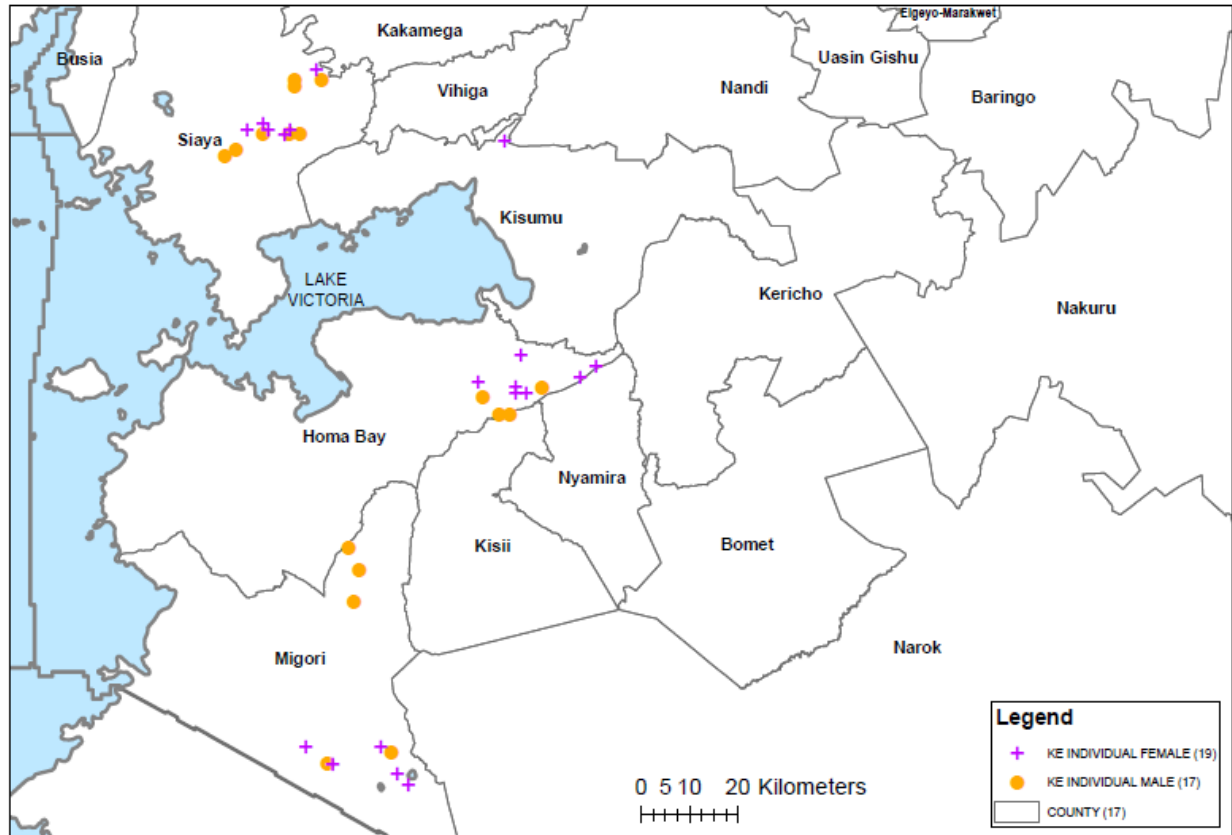 Elgeyo-Marakwet
Kakamega
Busia
Uasin Gishu
Vihiga
Nandi
Baringo
Siaya
Kisumu
LAKE
VICTORIA
Kericho
Nakuru
Homa Bay
Nyamira
Kisii
Bomet
Narok
Migori
Legend
KE INDIVIDUAL FEMALE (19)
KE INDIVIDUAL MALE (17)
COUNTY (17)
0 5 10 20 Kilometers